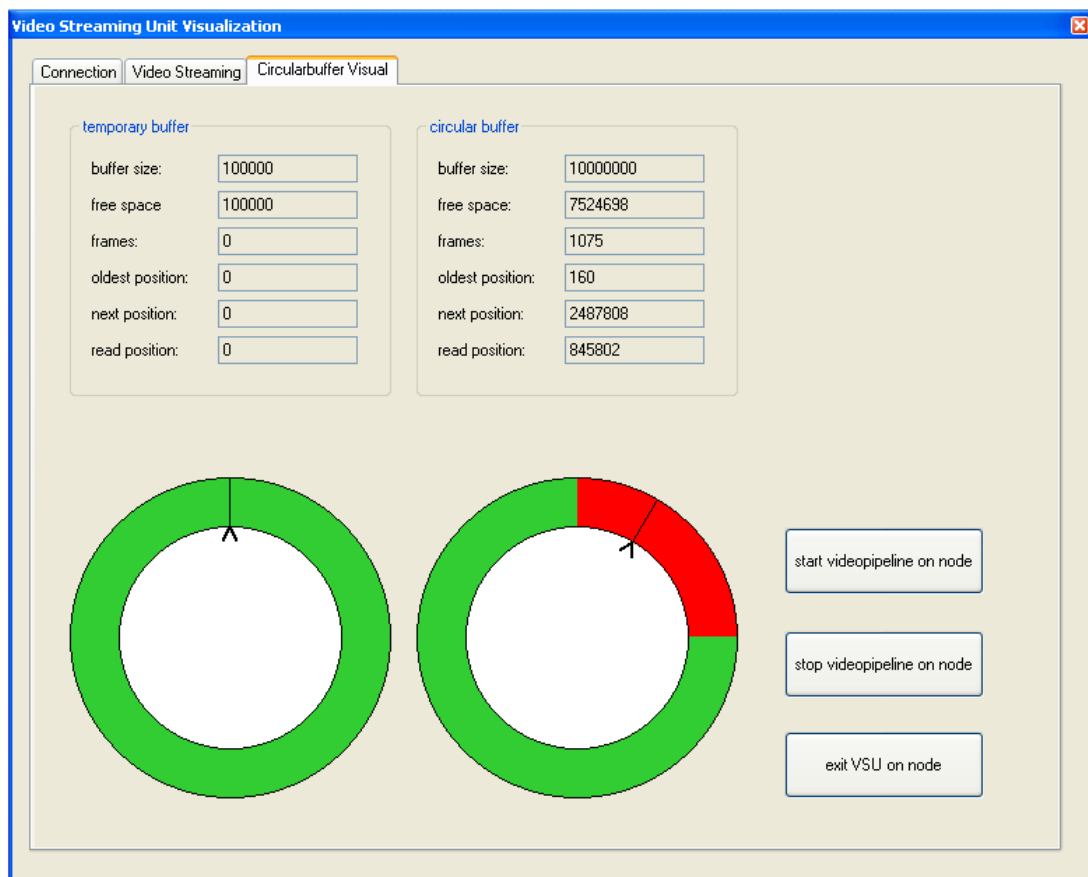 Video Streaming Unit Visualization
Connection Video Streaming Circularbuffer Visual
temporary buffer
buffer size: 100000
free space 100000
frames: 0
oldest position: 0
next position: 0
read position: 0
circular buffer
buffer size: 10000000
free space: 7524698
frames: 1075
oldest position: 160
next position: 2487808
read position: 845802
start videopipeline on node
stop videopipeline on node
exit VSU on node